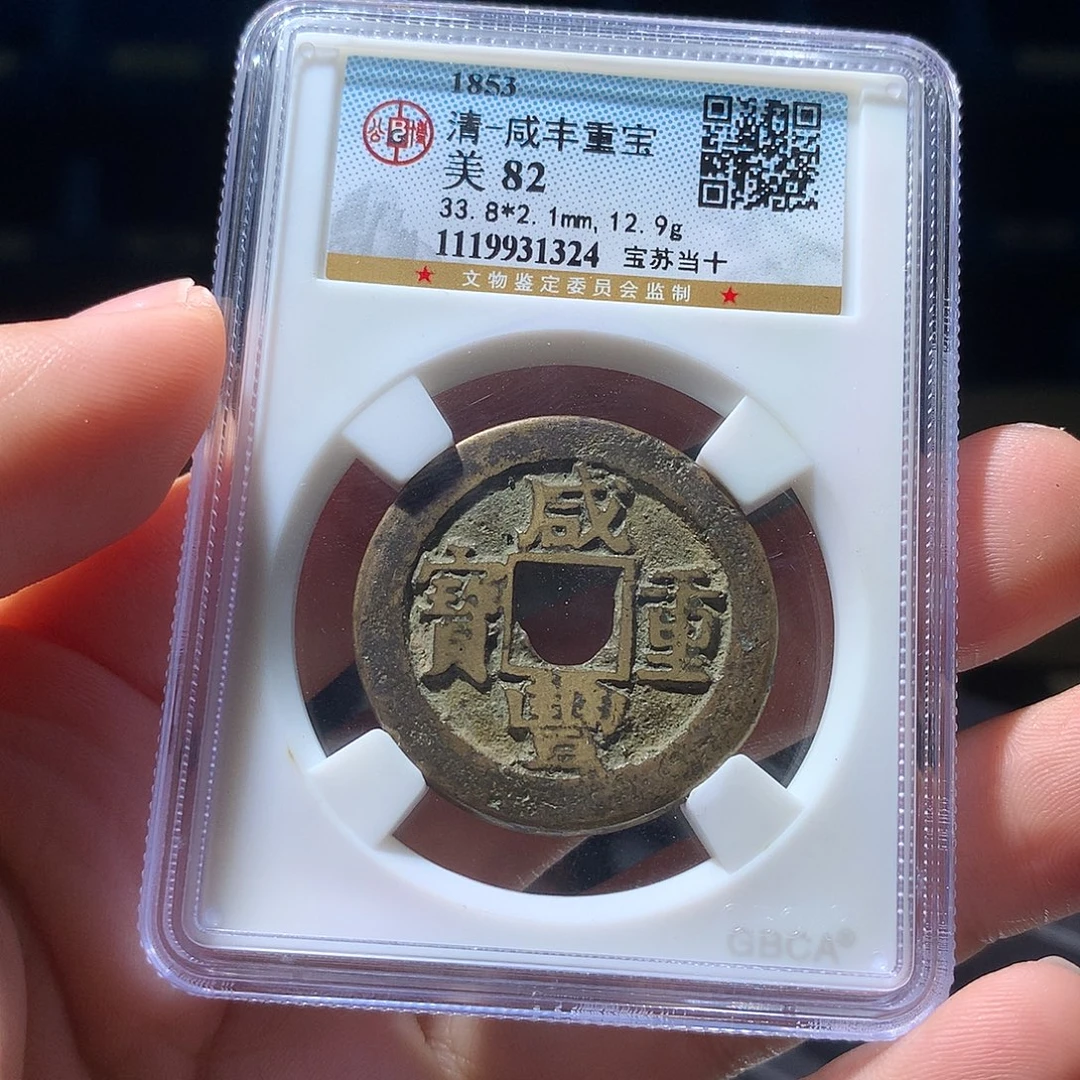 1853
清-咸丰重宝
美 82
33.8*2.1mm, 12.9g
1119931324 宝苏当十
★ 文物鉴定委员会监制 ★
咸
寶 重
豐
GBCA®